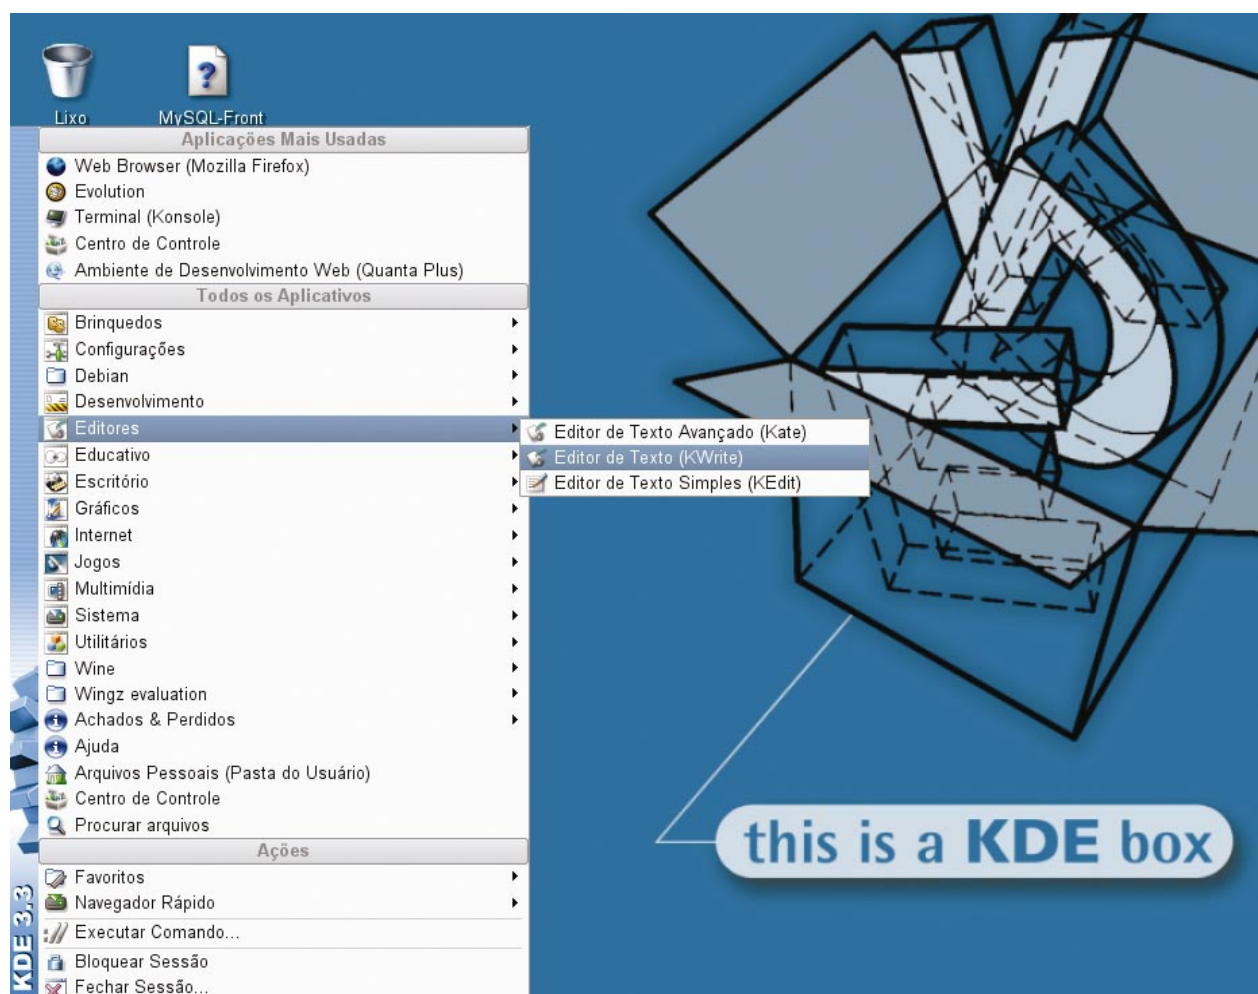 Lixo
MySQL-Front
Aplicações Mais Usadas
Web Browser (Mozilla Firefox)
Evolution
Terminal (Konsole)
Centro de Controle
Ambiente de Desenvolvimento Web (Quanta Plus)
Todos os Aplicativos
Brinquedos
Configurações
Debian
Desenvolvimento
Editores
Educativo
Escritório
Gráficos
Internet
Jogos
Multimídia
Sistema
Utilitários
Wine
Wingz evaluation
Achados & Perdidos
Ajuda
Arquivos Pessoais (Pasta do Usuário)
Centro de Controle
Procurar arquivos
Ações
Favoritos
Navegador Rápido
Executar Comando...
Bloquear Sessão
Fechar Sessão...
KDE 3.3
Editor de Texto Avançado (Kate)
Editor de Texto (KWrite)
Editor de Texto Simples (KEdit)
this is a KDE box